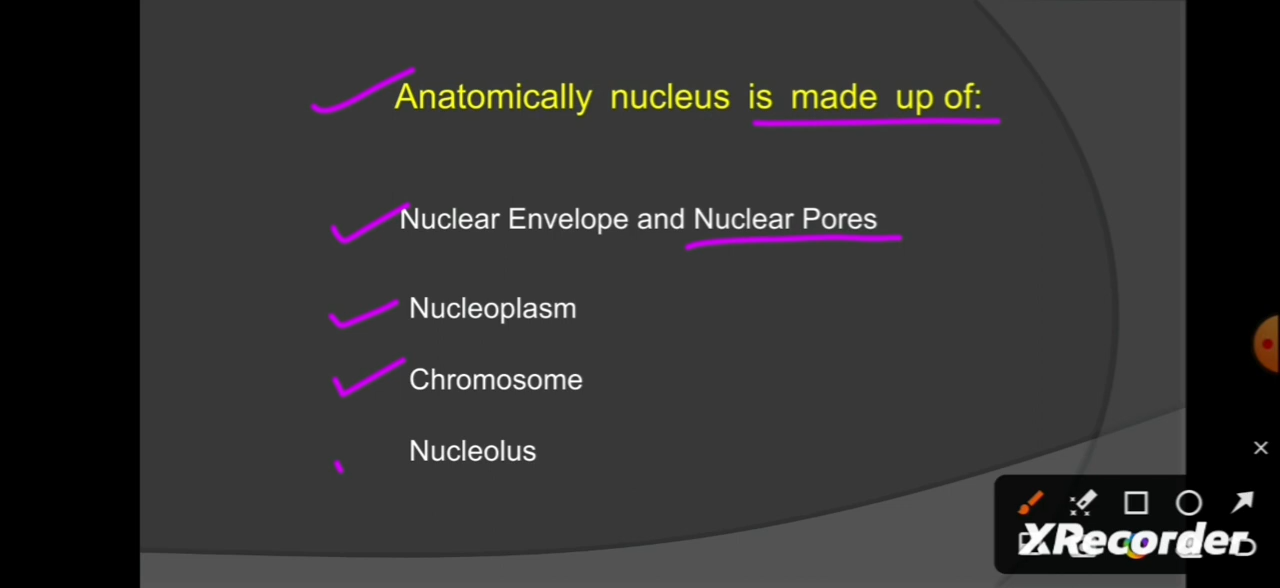 Anatomically nucleus is made up of:
Nuclear Envelope and Nuclear Pores
Nucleoplasm
Chromosome
Nucleolus
XRecorder